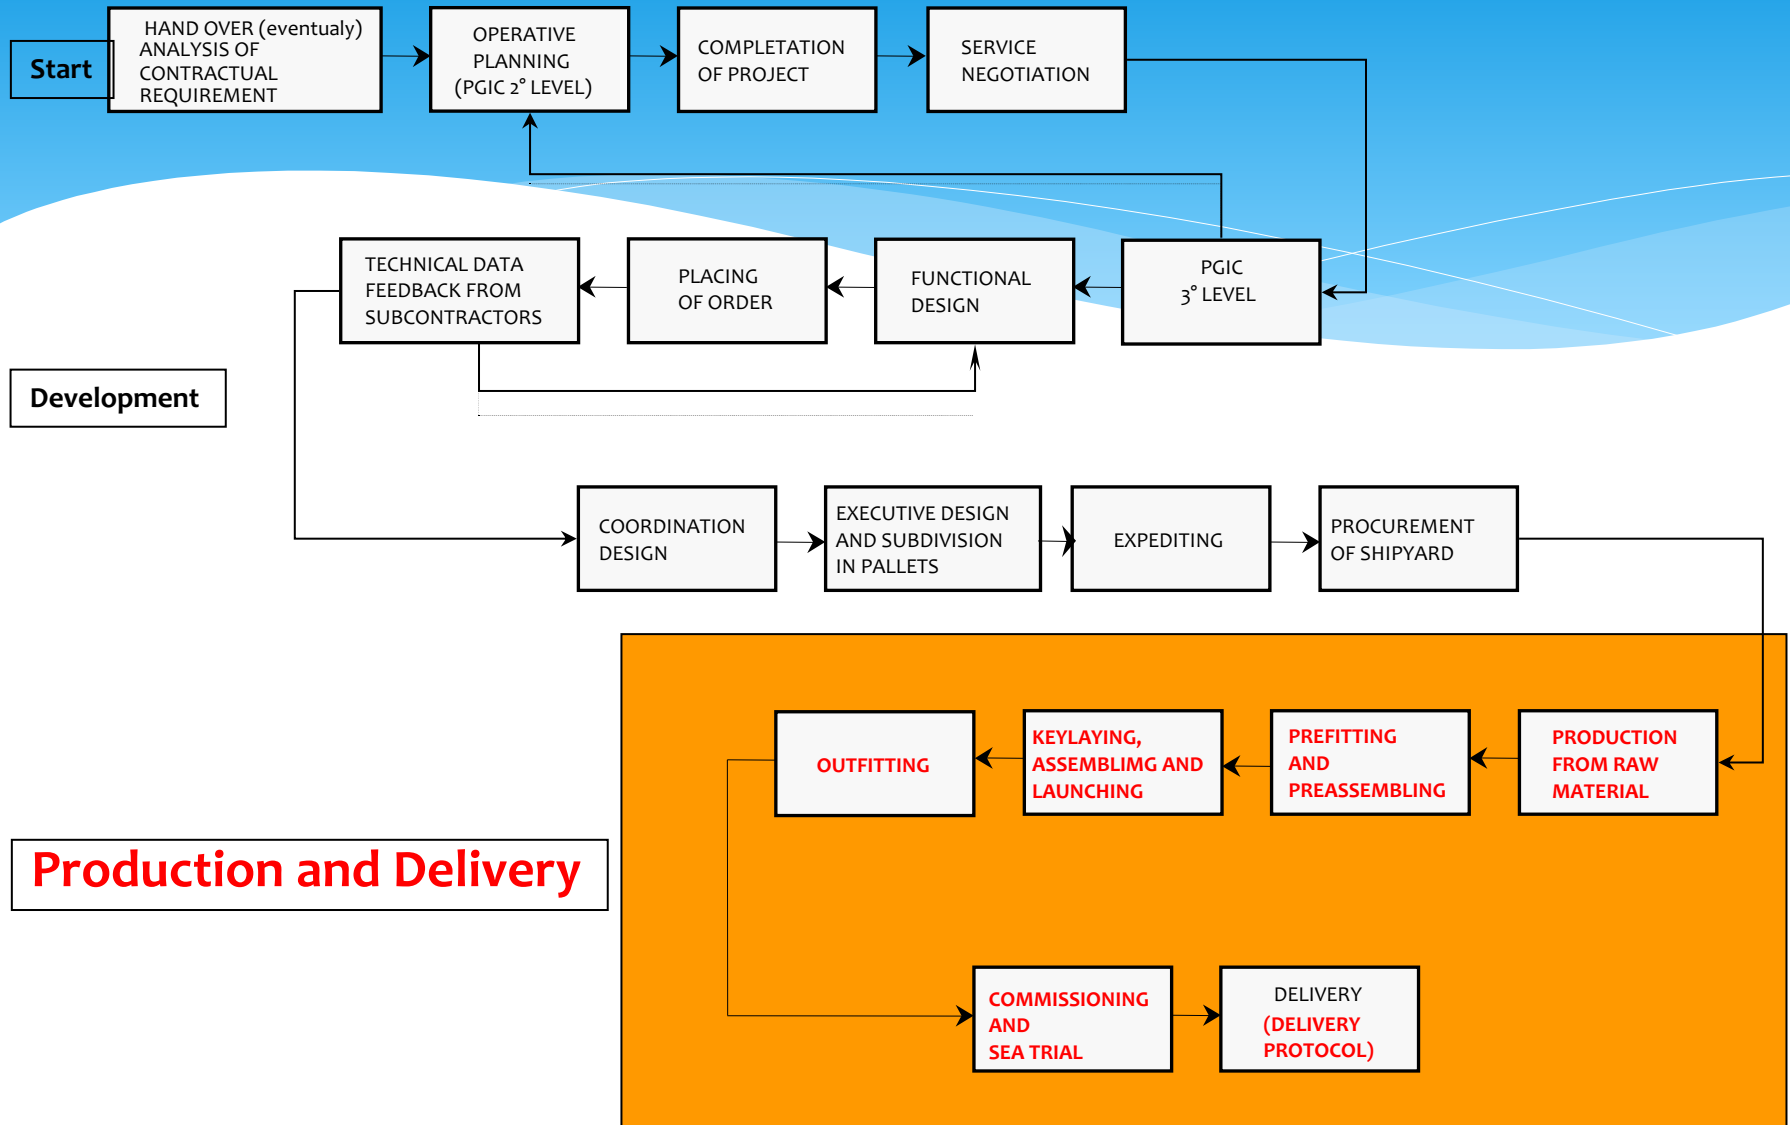 Start
HAND OVER (eventualy)
ANALYSIS OF
CONTRACTUAL
REQUIREMENT
OPERATIVE
PLANNING
(PGIC 2° LEVEL)
COMPLETATION
OF PROJECT
SERVICE
NEGOTIATION
TECHNICAL DATA
FEEDBACK FROM
SUBCONTRACTORS
PLACING
OF ORDER
FUNCTIONAL
DESIGN
PGIC
3° LEVEL
Development
COORDINATION
DESIGN
EXECUTIVE DESIGN
AND SUBDIVISION
IN PALLETS
EXPEDITING
PROCUREMENT
OF SHIPYARD
OUTFITTING
KEYLAYING,
ASSEMBLIMG AND
LAUNCHING
PREFITTING
AND
PREASSEMBLING
PRODUCTION
FROM RAW
MATERIAL
Production and Delivery
COMMISSIONING
AND
SEA TRIAL
DELIVERY
(DELIVERY
PROTOCOL)